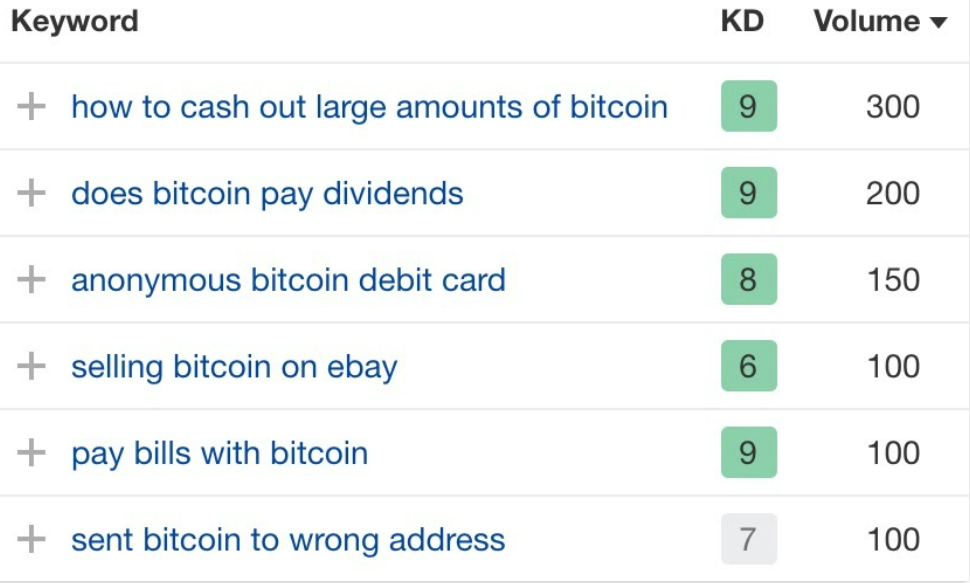 Keyword KD Volume
how to cash out large amounts of bitcoin 9 300
does bitcoin pay dividends 9 200
anonymous bitcoin debit card 8 150
selling bitcoin on ebay 6 100
pay bills with bitcoin 9 100
sent bitcoin to wrong address 7 100